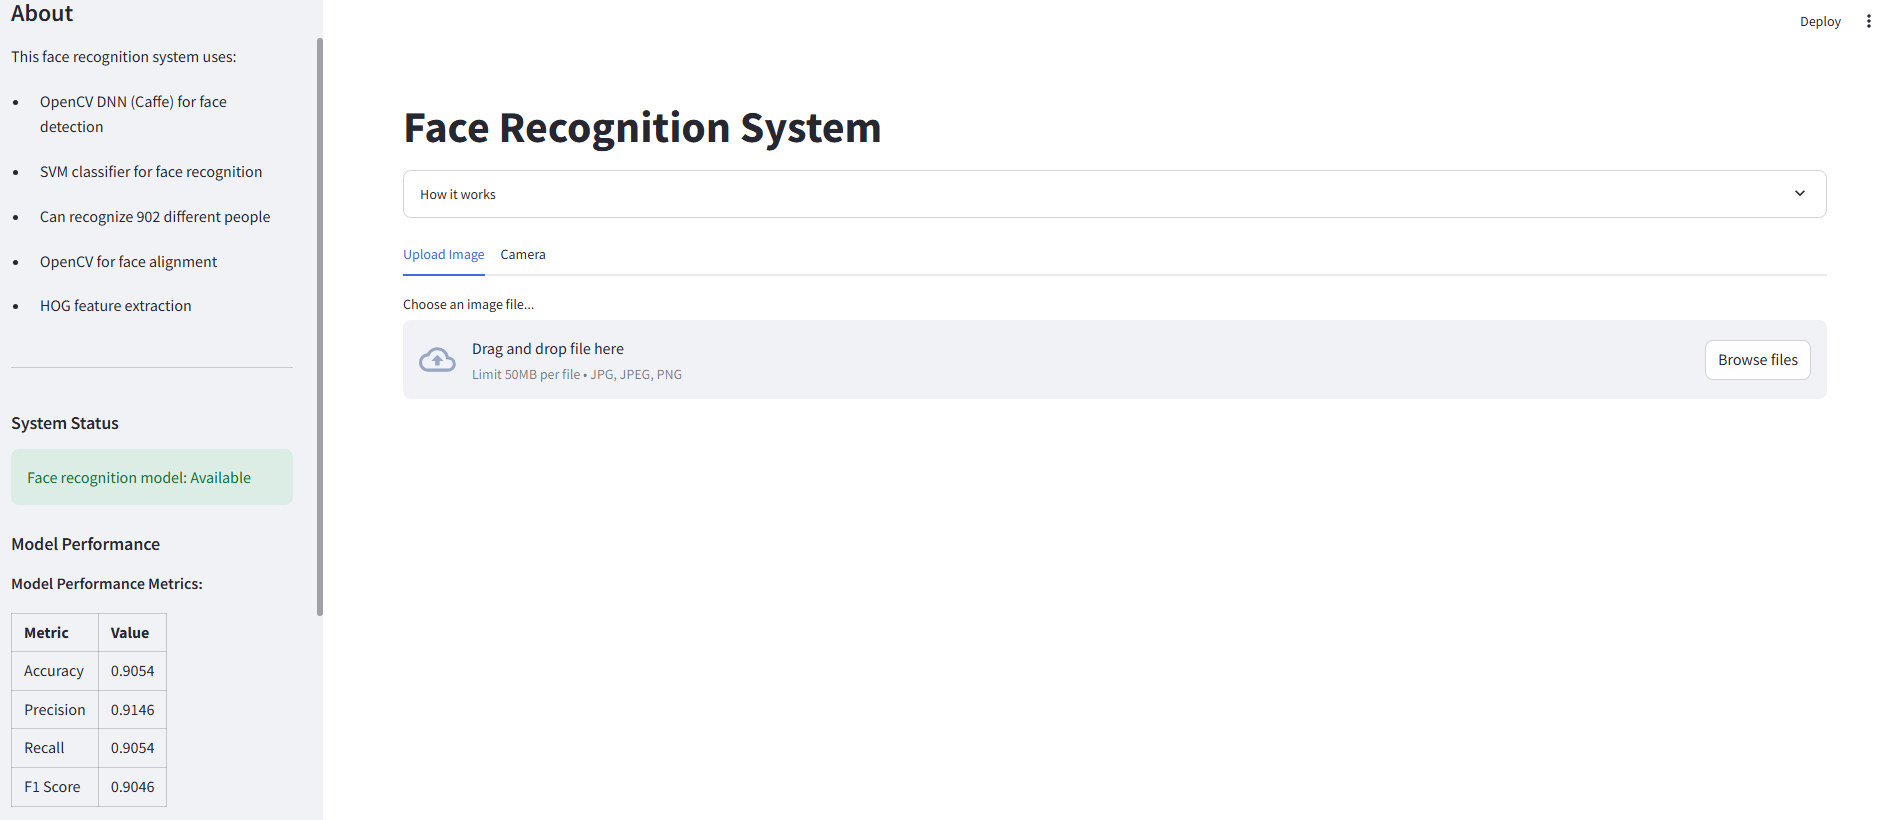 About
This face recognition system uses:
• OpenCV DNN (Caffe) for face
detection
• SVM classifier for face recognition
• Can recognize 902 different people
• OpenCV for face alignment
• HOG feature extraction
System Status
Face recognition model: Available
Model Performance
Model Performance Metrics:
Metric Value
Accuracy 0.9054
Precision 0.9146
Recall 0.9054
F1 Score 0.9046
Deploy
Face Recognition System
How it works
Upload Image Camera
Choose an image file...
Drag and drop file here
Limit 50MB per file • JPG, JPEG, PNG
Browse files